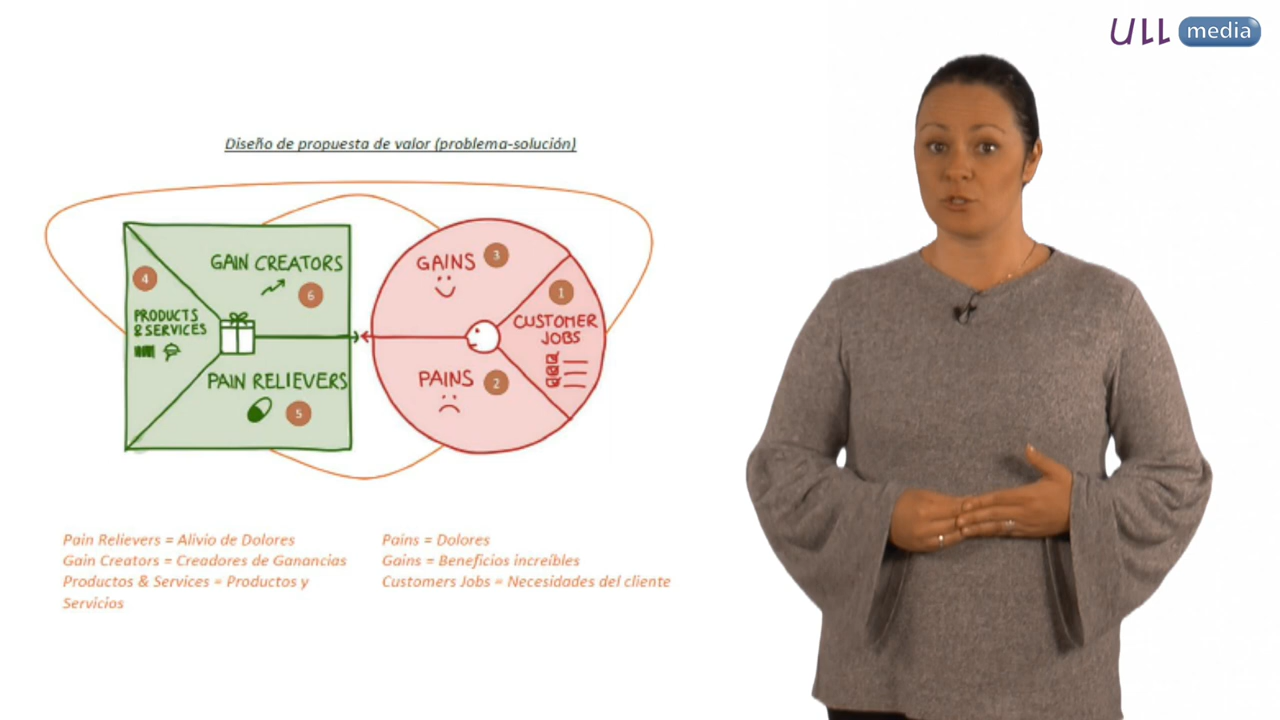 ULL media
Diseño de propuesta de valor (problema-solución)
GAIN CREATORS
6
4
PRODUCTS
& SERVICES
PAIN RELIEVERS
5
GAINS
3
1
CUSTOMER
JOBS
PAINS
2
Pain Relievers = Alivio de Dolores
Gain Creators = Creadores de Ganancias
Productos & Services = Productos y
Servicios
Pains = Dolores
Gains = Beneficios increíbles
Customers Jobs = Necesidades del cliente